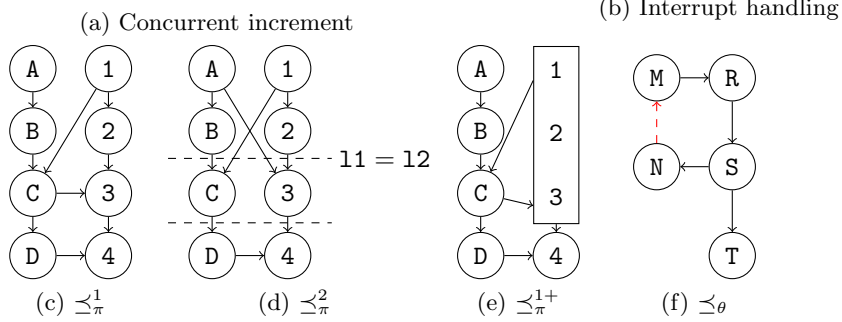 (a) Concurrent increment
(b) Interrupt handling
A 1 A 1 A 1 M R
B 2 B 2 B 2
l1 = l2
N S
C 3 C 3 C 3
D 4 D 4 D 4 T
(c) ⪯¹π (d) ⪯²π (e) ⪯¹⁺π (f) ⪯θ